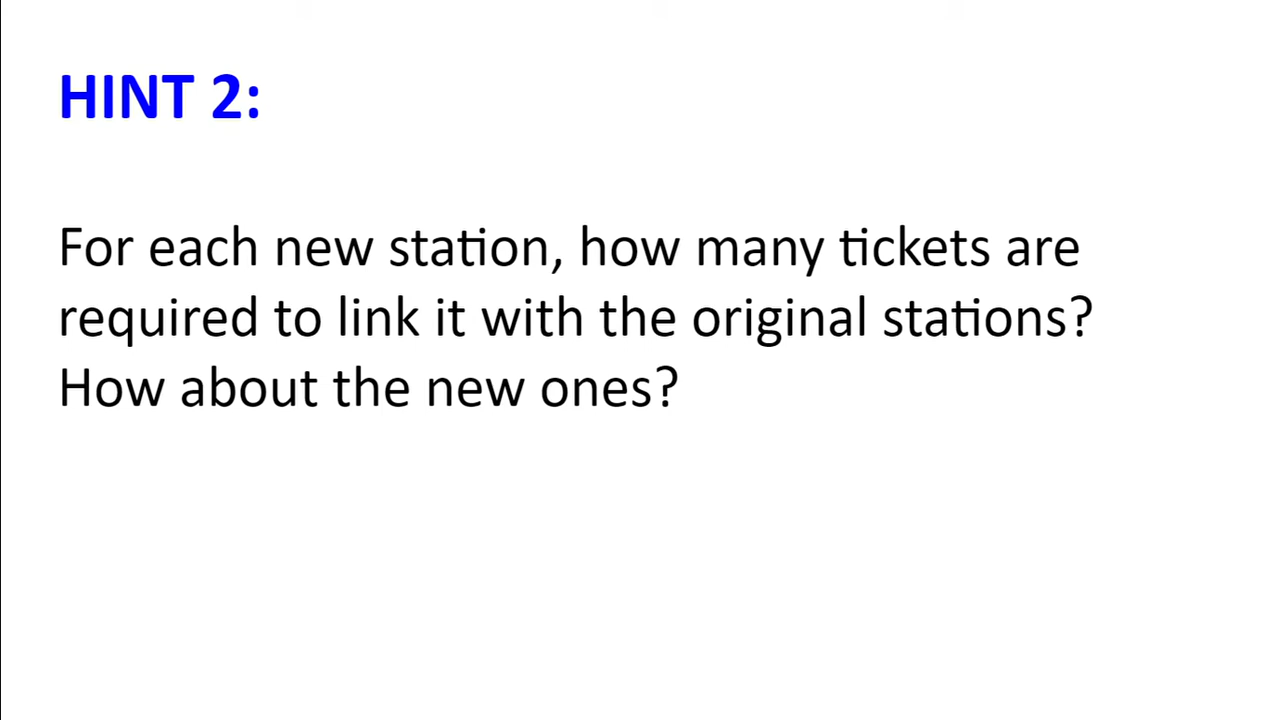 HINT 2:
For each new station, how many tickets are
required to link it with the original stations?
How about the new ones?